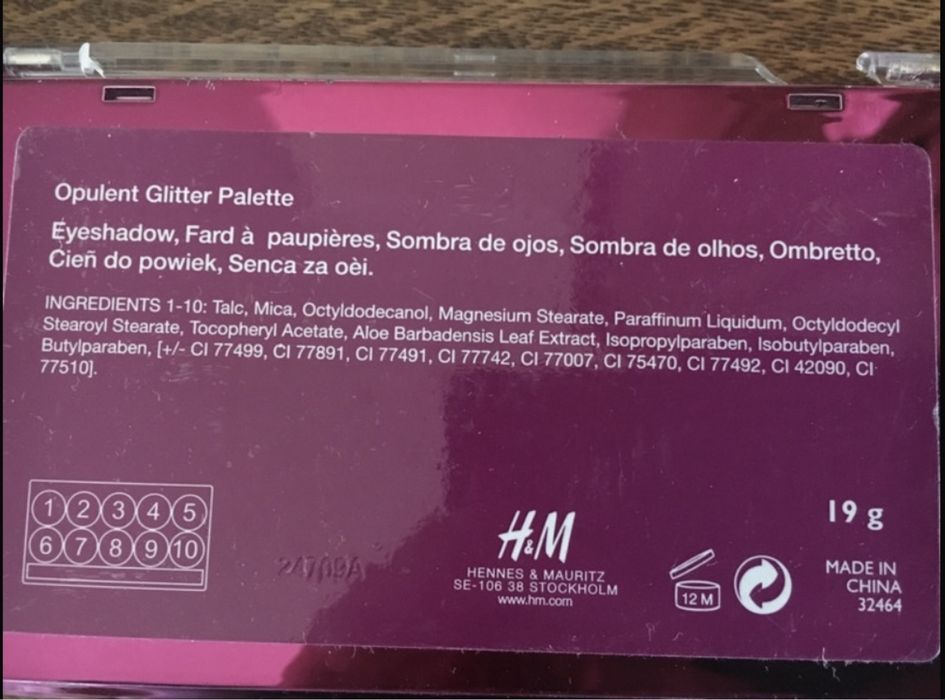 Opulent Glitter Palette
Eyeshadow, Fard à paupières, Sombra de ojos, Sombra de olhos, Ombretto,
Cieñ do powiek, Senca za oèi.
INGREDIENTS 1-10: Talc, Mica, Octyldodecanol, Magnesium Stearate, Paraffinum Liquidum, Octyldodecyl
Stearoyl Stearate, Tocopheryl Acetate, Aloe Barbadensis Leaf Extract, Isopropylparaben, Isobutylparaben,
Butylparaben, [+/- CI 77499, CI 77891, CI 77491, CI 77742, CI 77007, CI 75470, CI 77492, CI 42090, CI
77510].
1 2 3 4 5
6 7 8 9 10
H&M
HENNES & MAURITZ
SE-106 38 STOCKHOLM
www.hm.com
12 M
19 g
MADE IN
CHINA
32464